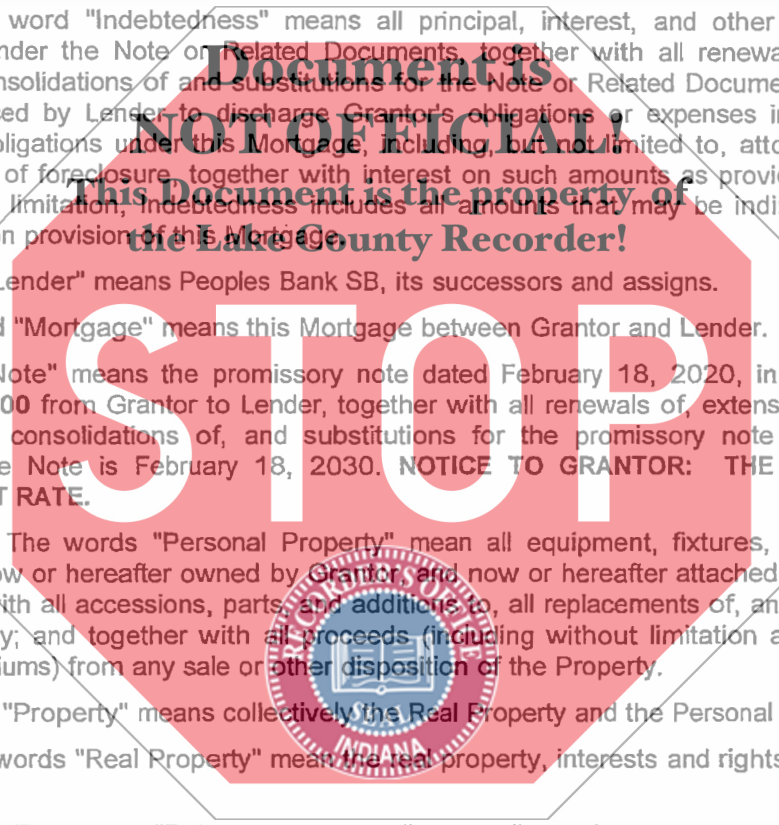 word "Indebtedness" means all principal, interest, and other
nder the Note or Related Documents, together with all renewa
nsolidations of and substitutions for the Note or Related Docume
sed by Lender to discharge Grantor's obligations or expenses i
bligations under this Mortgage, including, but not limited to, atto
of foreclosure, together with interest on such amounts as provi
limitation, Indebtedness includes all amounts that may be indi
n provision of this Mortgage.
Document is
NOT OFFICIAL!
This Document is the property of
the Lake County Recorder!
Lender" means Peoples Bank SB, its successors and assigns.
d "Mortgage" means this Mortgage between Grantor and Lender.
STOP
Note" means the promissory note dated February 18, 2020, in
00 from Grantor to Lender, together with all renewals of, extens
consolidations of, and substitutions for the promissory note
e Note is February 18, 2030. NOTICE TO GRANTOR: THE
T RATE.
The words "Personal Property" mean all equipment, fixtures,
ow or hereafter owned by Grantor, and now or hereafter attached
ith all accessions, parts, and additions to, all replacements of, an
y; and together with all proceeds (including without limitation a
iums) from any sale or other disposition of the Property.
"Property" means collectively the Real Property and the Personal
words "Real Property" mean the real property, interests and rights
RECORDER'S OFFICE
SEAL
INDIANA